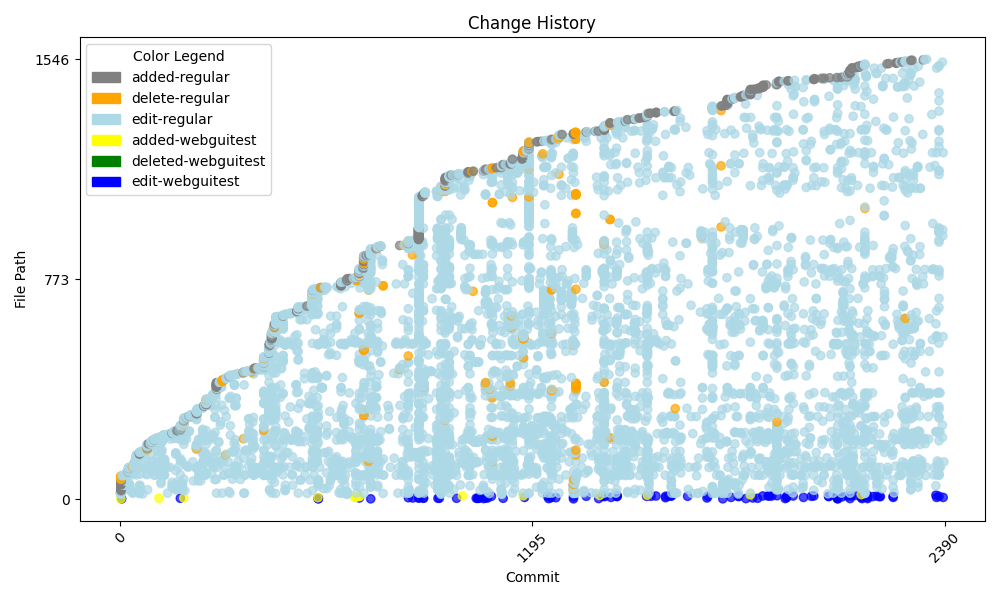 Change History
Color Legend
added-regular
delete-regular
edit-regular
added-webguitest
deleted-webguitest
edit-webguitest
1546
773
0
File Path
0
1195
2390
Commit